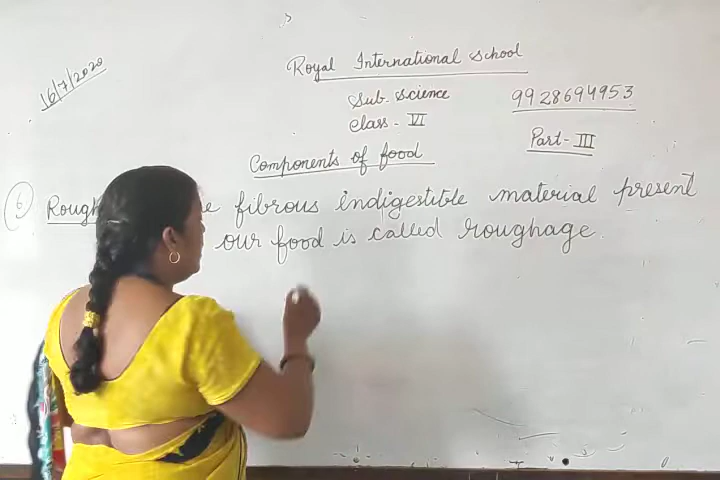 16/7/2020
Royal International School
Sub. Science
9928694953
Class - VI
Part - III
Components of food
6 Rough fibrous indigestible material present
our food is called roughage.